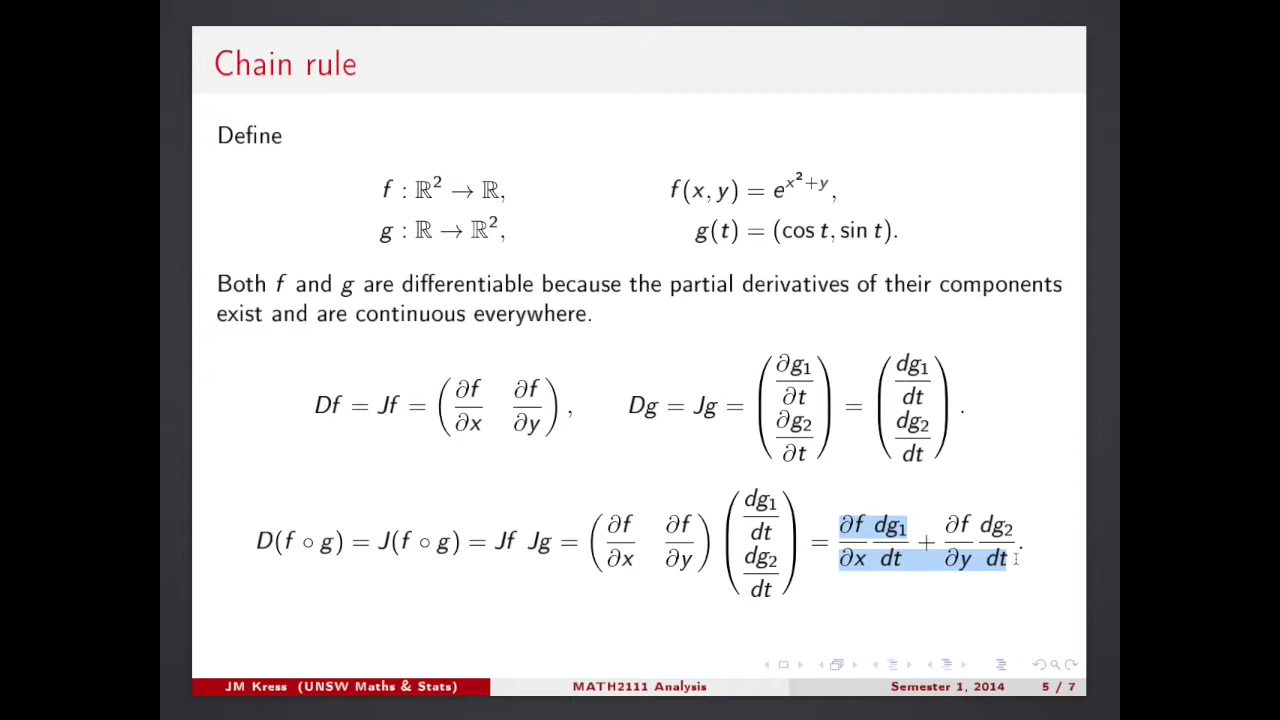 Chain rule
Define
f : ℝ² → ℝ, f(x, y) = e^{x²+y},
g : ℝ → ℝ², g(t) = (cos t, sin t).
Both f and g are differentiable because the partial derivatives of their components
exist and are continuous everywhere.
Df = Jf = (∂f/∂x ∂f/∂y), Dg = Jg = (∂g₁/∂t ∂g₂/∂t) = (dg₁/dt dg₂/dt).
D(f ∘ g) = J(f ∘ g) = Jf Jg = (∂f/∂x ∂f/∂y) (dg₁/dt dg₂/dt) = ∂f/∂x dg₁/dt + ∂f/∂y dg₂/dt.
JM Kress (UNSW Maths & Stats) MATH2111 Analysis Semester 1, 2014 5 / 7